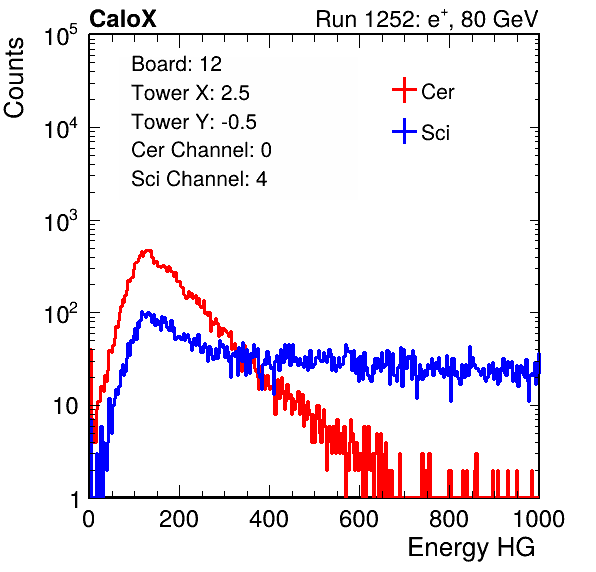 CaloX Run 1252: e⁺, 80 GeV
Counts
10⁵
10⁴
10³
10²
10
1
Board: 12
Tower X: 2.5
Tower Y: -0.5
Cer Channel: 0
Sci Channel: 4
Cer
Sci
0 200 400 600 800 1000
Energy HG